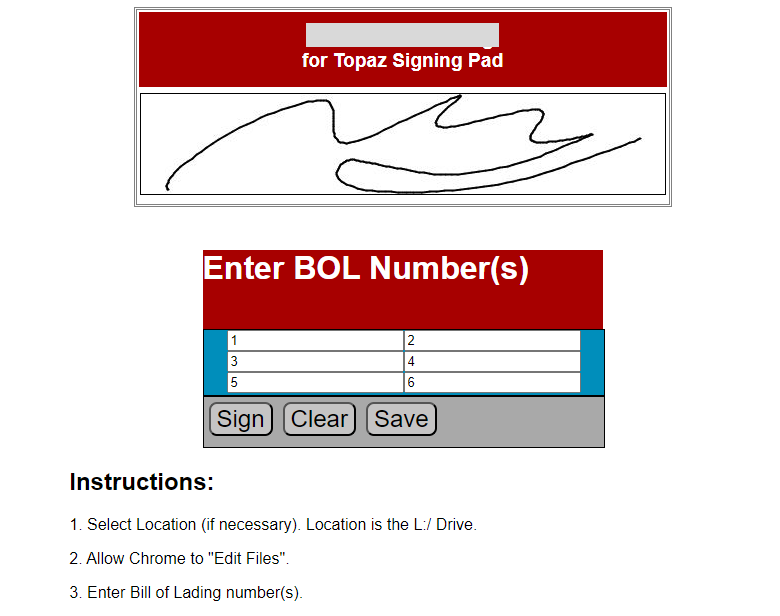 for Topaz Signing Pad
Enter BOL Number(s)
1 2
3 4
5 6
Sign Clear Save
Instructions:
1. Select Location (if necessary). Location is the L:/ Drive.
2. Allow Chrome to "Edit Files".
3. Enter Bill of Lading number(s).